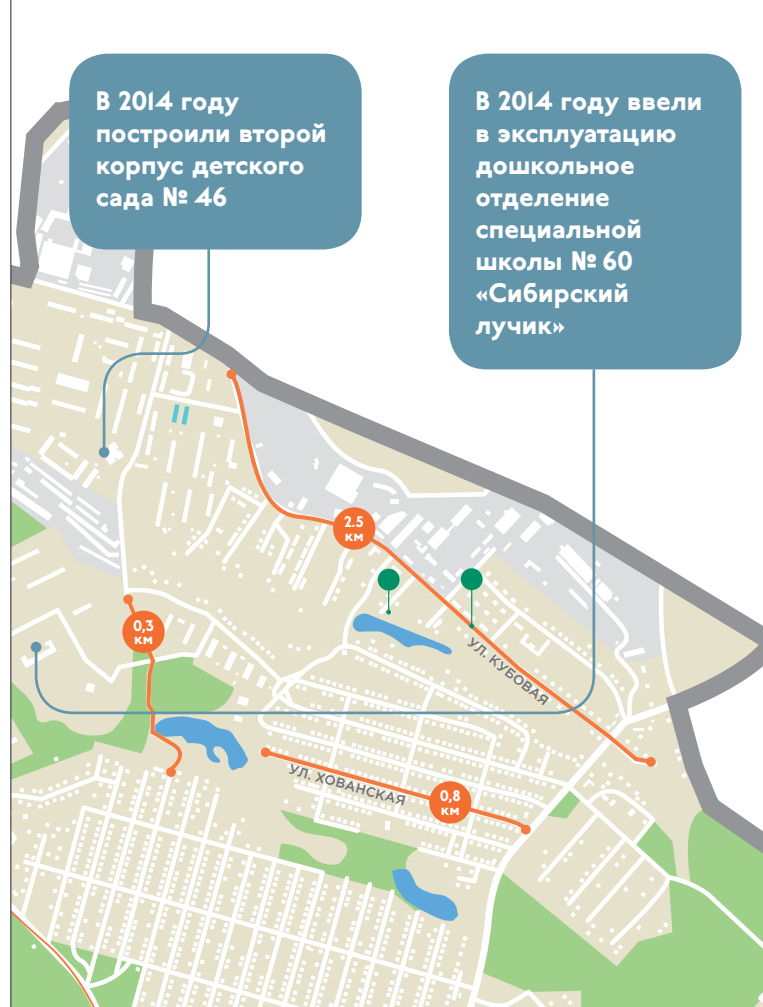 В 2014 году
построили второй
корпус детского
сада № 46
В 2014 году ввели
в эксплуатацию
дошкольное
отделение
специальной
школы № 60
«Сибирский
лучик»
2.5
км
0,3
км
УЛ. КУБОВАЯ
УЛ. ХОВАНСКАЯ
0,8
км